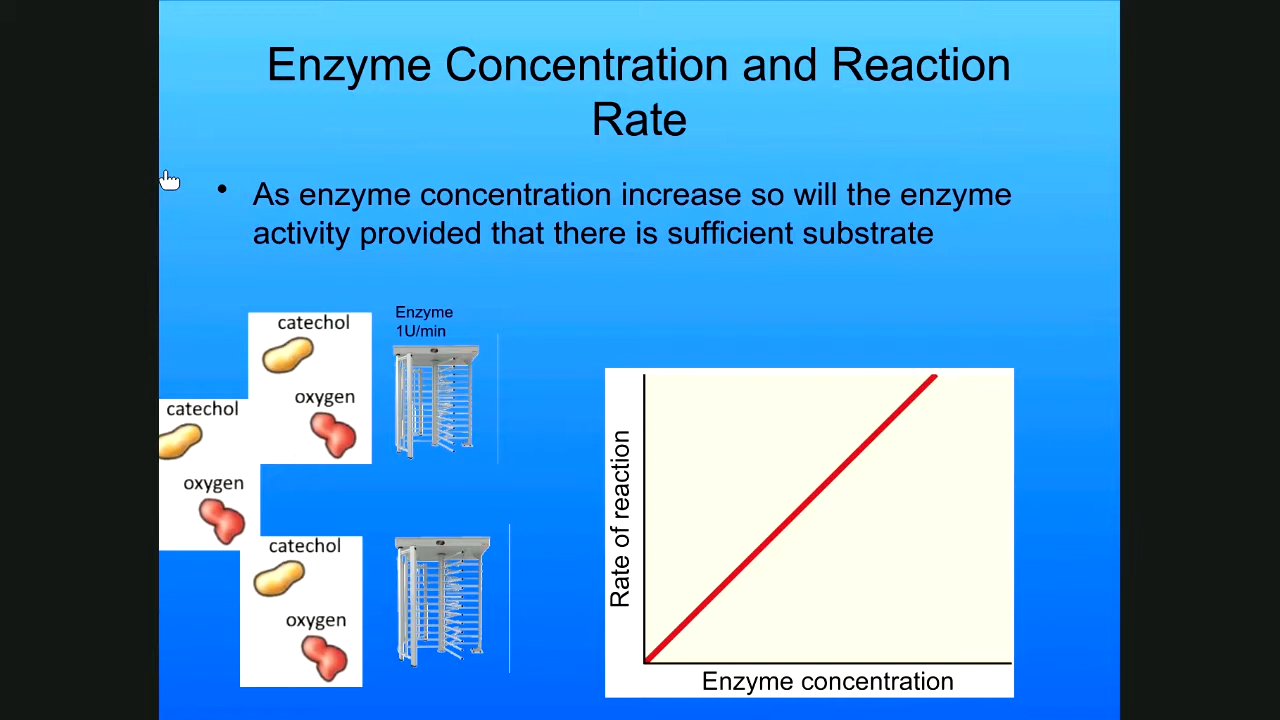 Enzyme Concentration and Reaction
Rate
• As enzyme concentration increase so will the enzyme
activity provided that there is sufficient substrate
Enzyme
1U/min
catechol
oxygen
catechol
oxygen
catechol
oxygen
Rate of reaction
Enzyme concentration